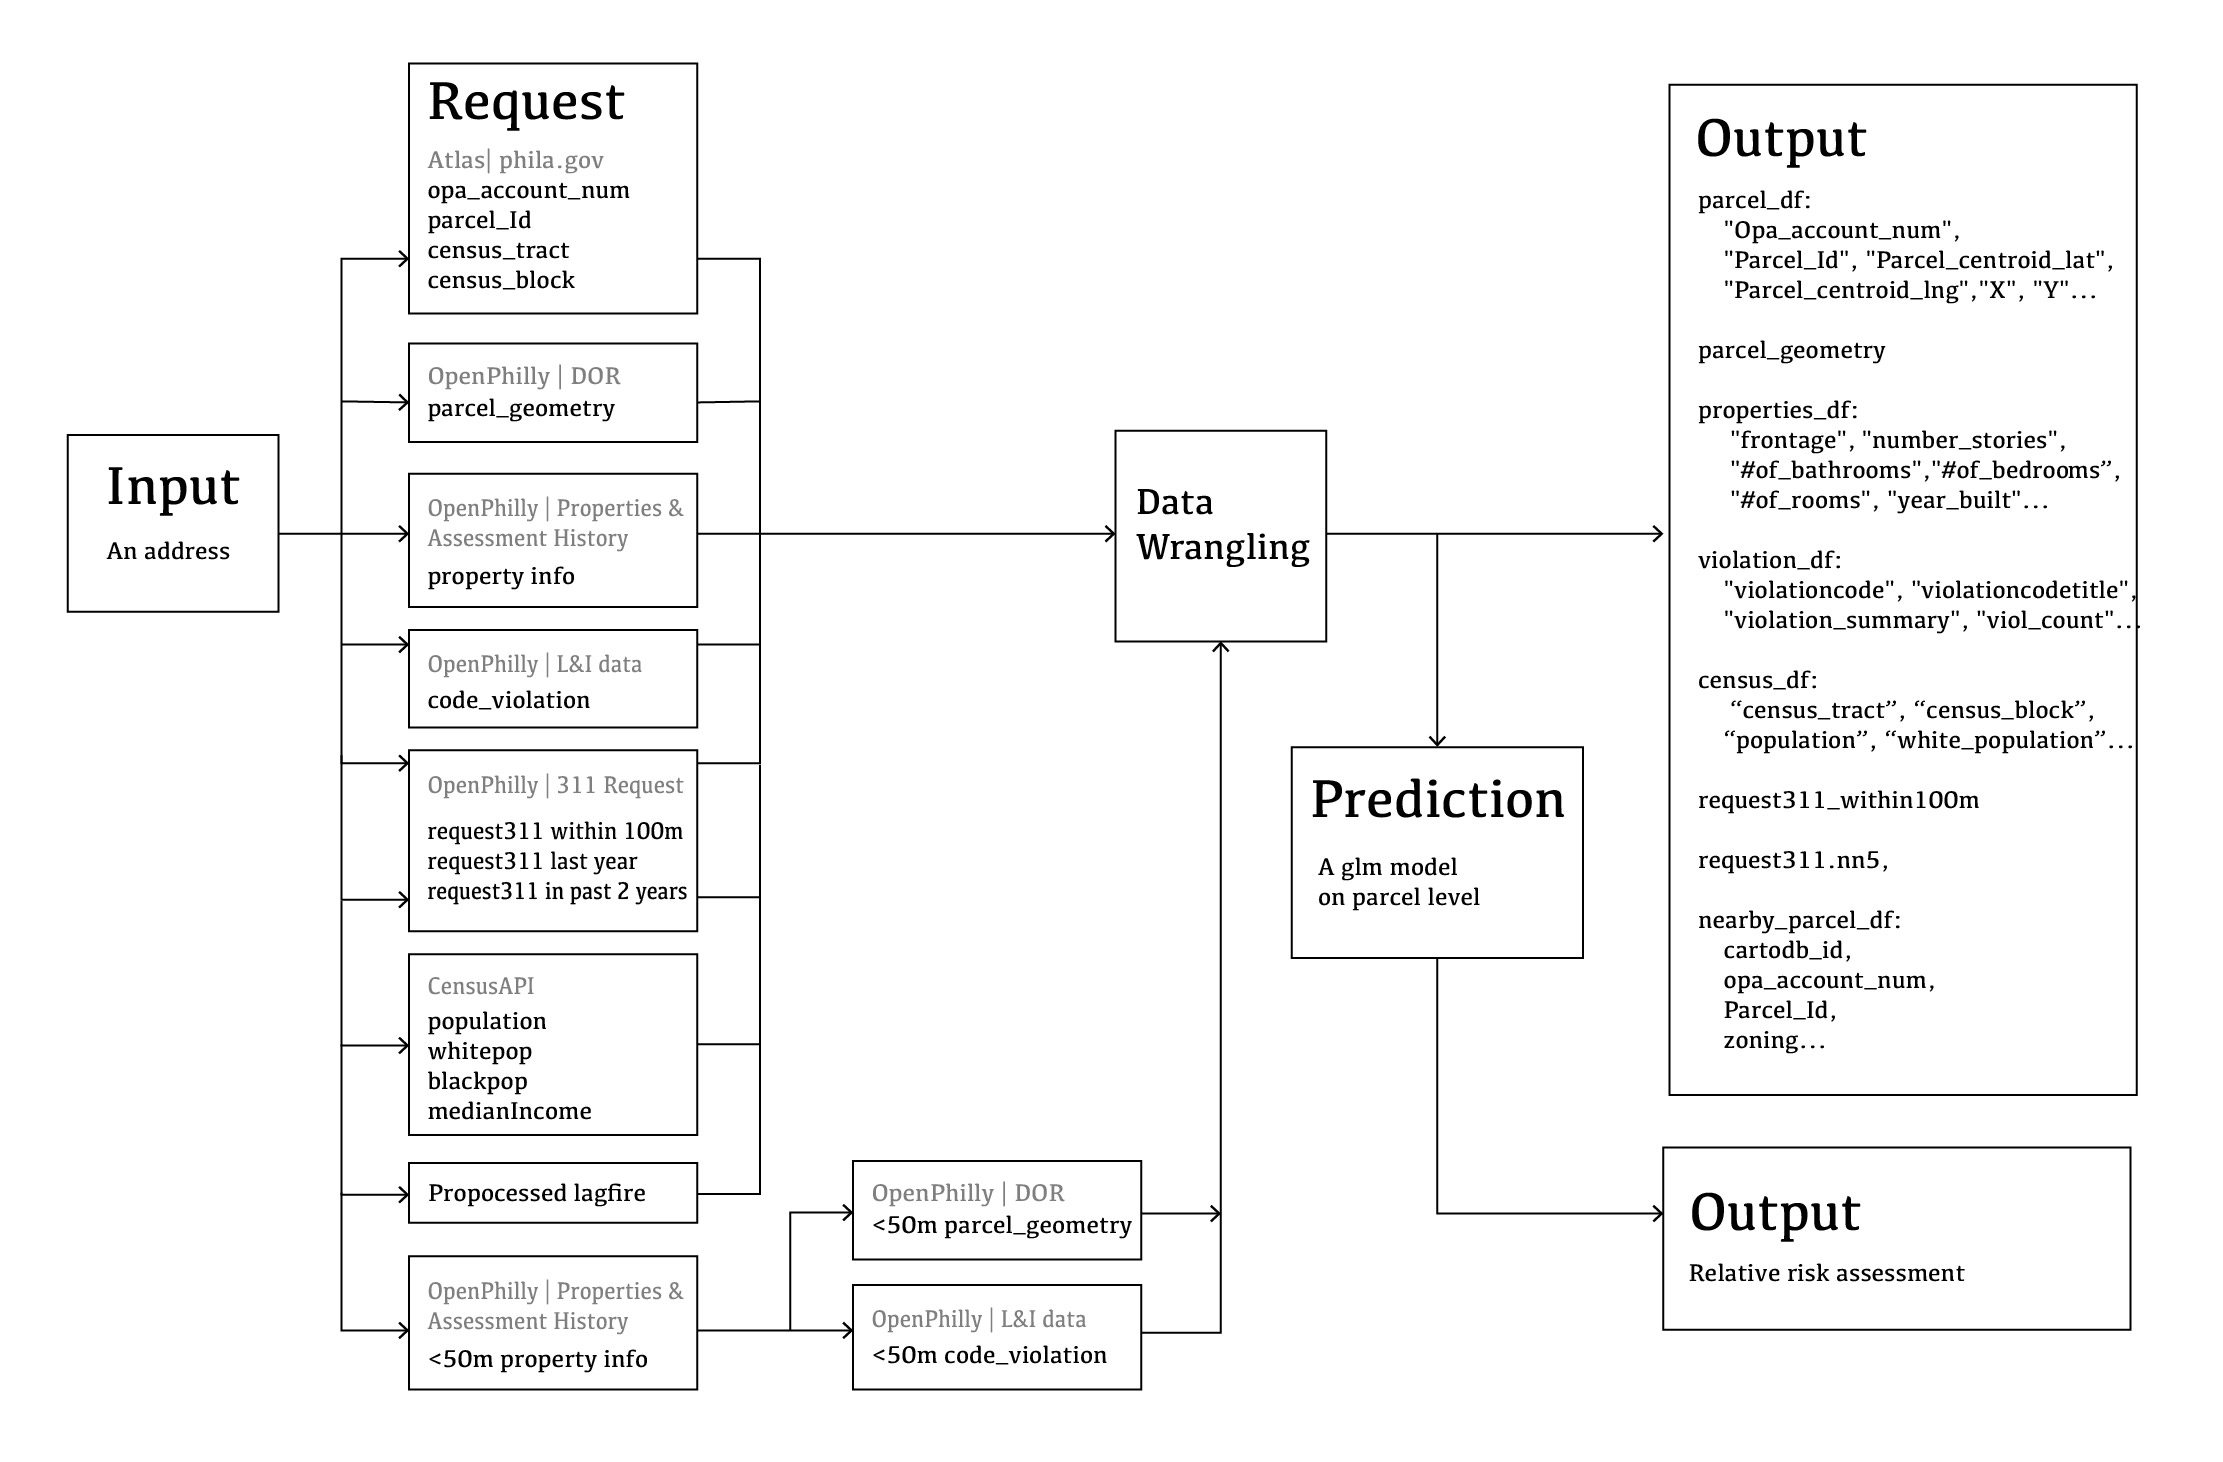 Input
An address
Request
Atlas| phila.gov
opa_account_num
parcel_Id
census_tract
census_block
OpenPhilly | DOR
parcel_geometry
OpenPhilly | Properties &
Assessment History
property info
OpenPhilly | L&I data
code_violation
OpenPhilly | 311 Request
request311 within 100m
request311 last year
request311 in past 2 years
CensusAPI
population
whitepop
blackpop
medianIncome
Propocessed lagfire
OpenPhilly | Properties &
Assessment History
<50m property info
OpenPhilly | DOR
<50m parcel_geometry
OpenPhilly | L&I data
<50m code_violation
Data
Wrangling
Prediction
A glm model
on parcel level
Output
parcel_df:
"Opa_account_num",
"Parcel_Id", "Parcel_centroid_lat",
"Parcel_centroid_lng","X", "Y"...
parcel_geometry
properties_df:
"frontage", "number_stories",
"#of_bathrooms","#of_bedrooms”,
"#of_rooms", "year_built"...
violation_df:
"violationcode", "violationcodetitle",
"violation_summary", "viol_count"...
census_df:
“census_tract”, “census_block”,
“population”, “white_population”...
request311_within100m
request311.nn5,
nearby_parcel_df:
cartodb_id,
opa_account_num,
Parcel_Id,
zoning...
Output
Relative risk assessment